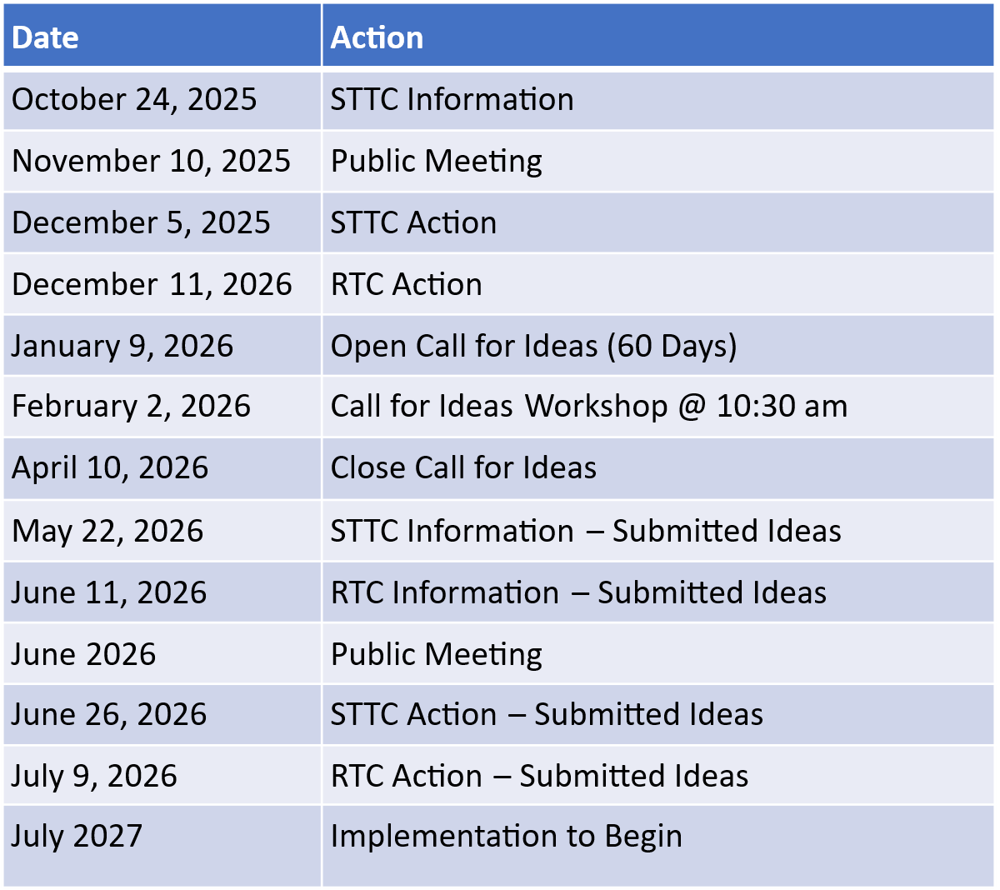 Date Action
October 24, 2025 STTC Information
November 10, 2025 Public Meeting
December 5, 2025 STTC Action
December 11, 2026 RTC Action
January 9, 2026 Open Call for Ideas (60 Days)
February 2, 2026 Call for Ideas Workshop @ 10:30 am
April 10, 2026 Close Call for Ideas
May 22, 2026 STTC Information – Submitted Ideas
June 11, 2026 RTC Information – Submitted Ideas
June 2026 Public Meeting
June 26, 2026 STTC Action – Submitted Ideas
July 9, 2026 RTC Action – Submitted Ideas
July 2027 Implementation to Begin